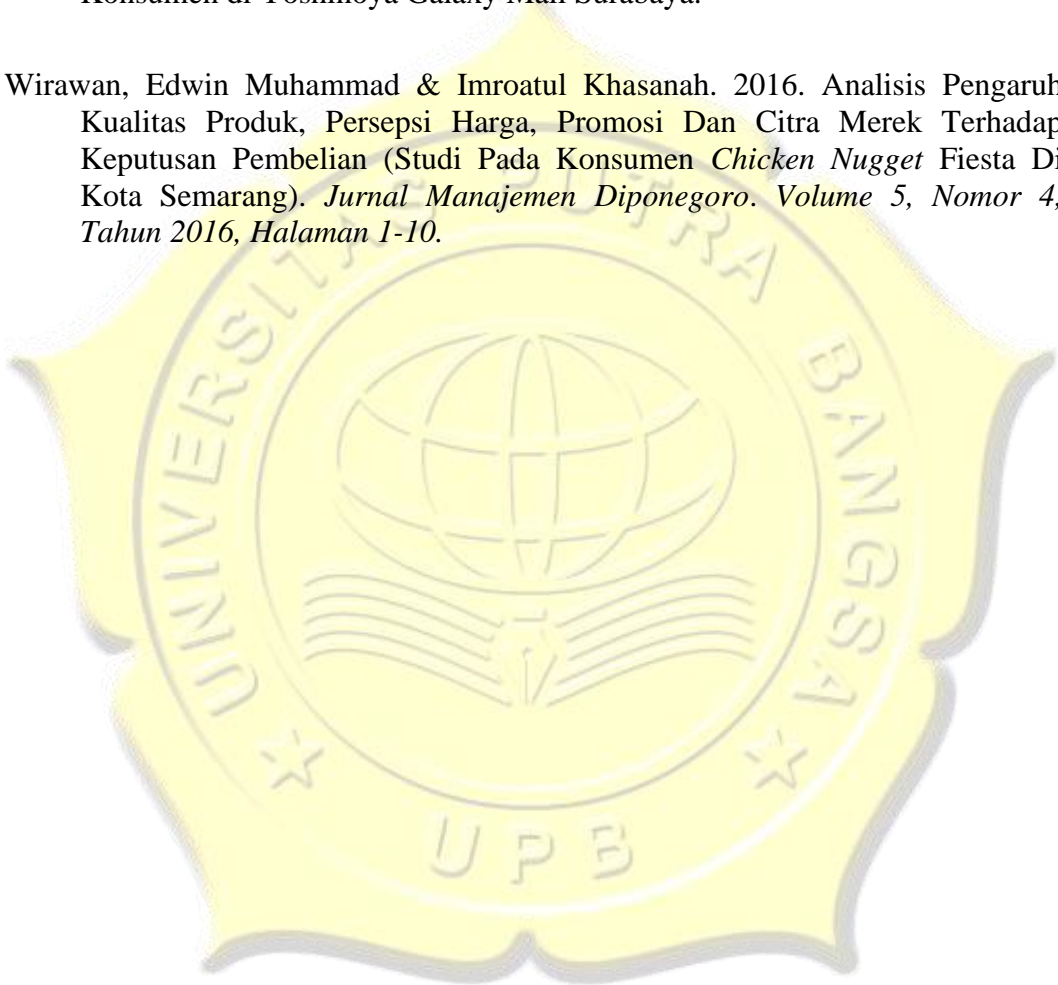 Konsumen di Yoshinoya Galaxy Mall Surabaya.
Wirawan, Edwin Muhammad & Imroatul Khasanah. 2016. Analisis Pengaruh
Kualitas Produk, Persepsi Harga, Promosi Dan Citra Merek Terhadap
Keputusan Pembelian (Studi Pada Konsumen Chicken Nugget Fiesta Di
Kota Semarang). Jurnal Manajemen Diponegoro. Volume 5, Nomor 4,
Tahun 2016, Halaman 1-10.
UNIVERSITAS PUTRA BANGSA
UPB